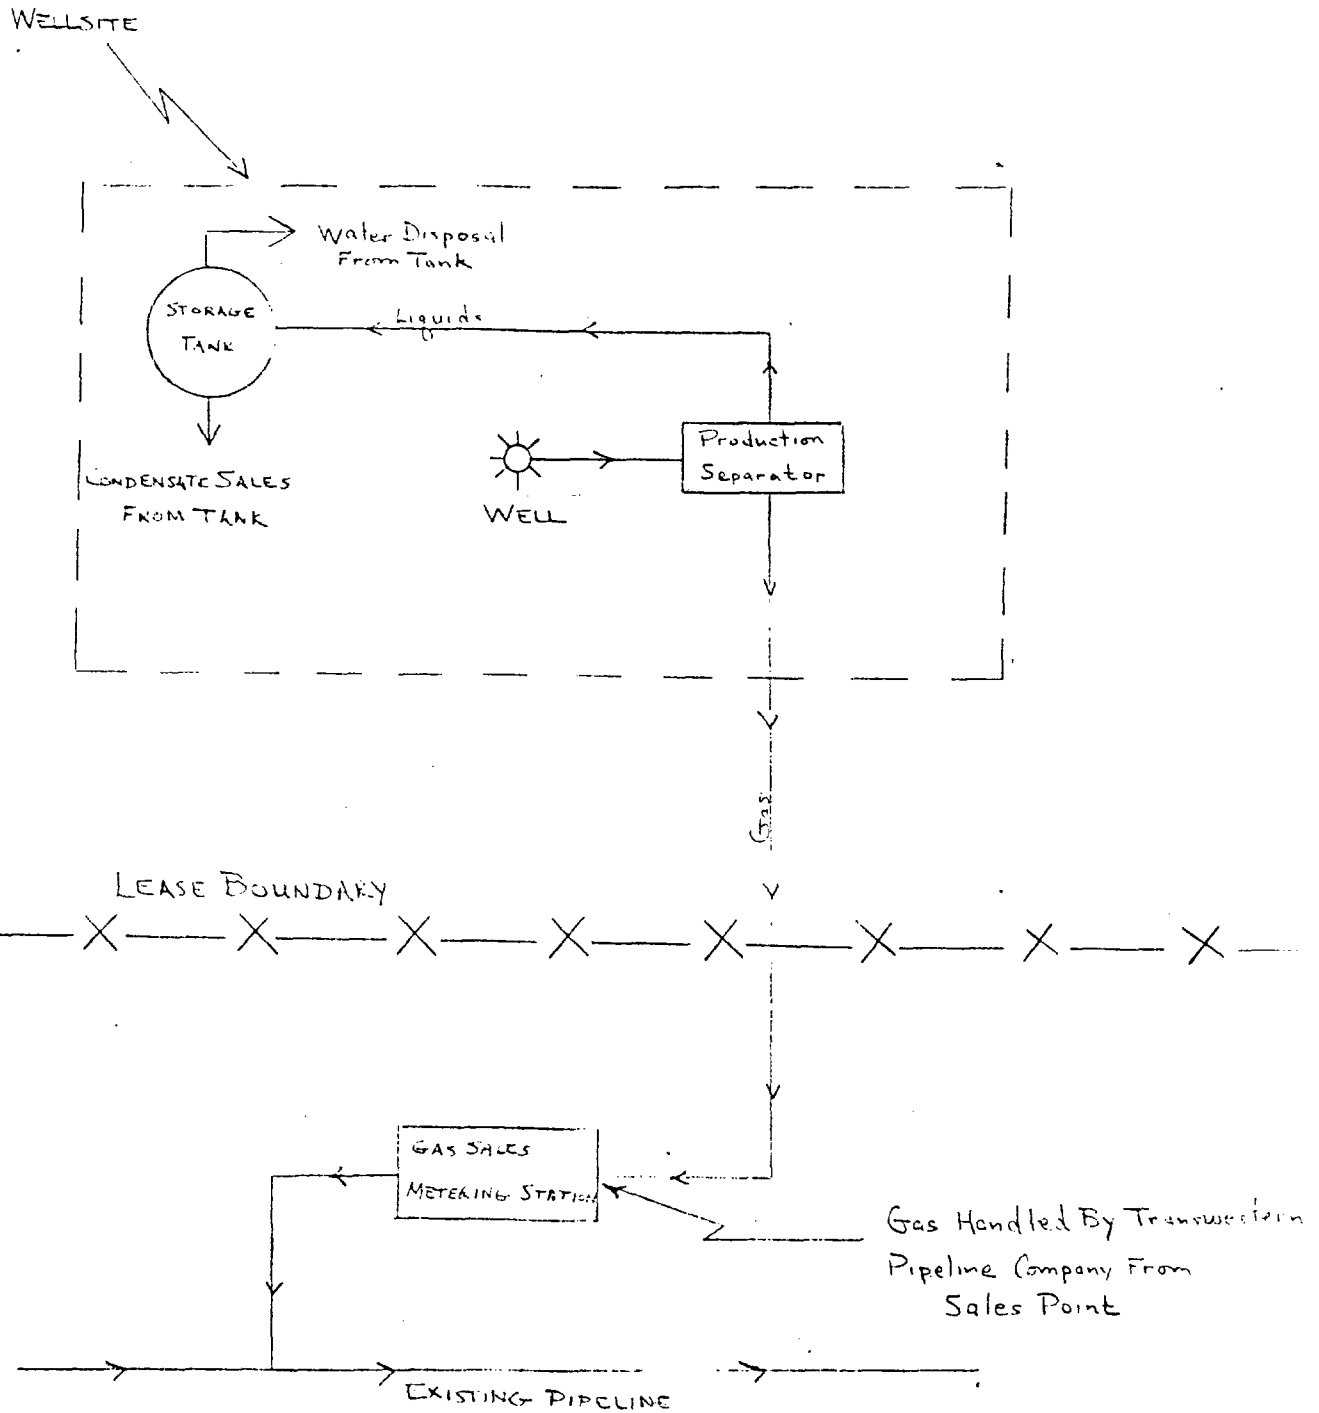 WELLSITE
Water Disposal
From Tank
STORAGE
TANK
Liquids
Production
Separator
CONDENSATE SALES
FROM TANK
WELL
Gas
LEASE BOUNDARY
GAS SALES
METERING STATION
Gas Handled By Transwestern
Pipeline Company From
Sales Point
EXISTING PIPELINE